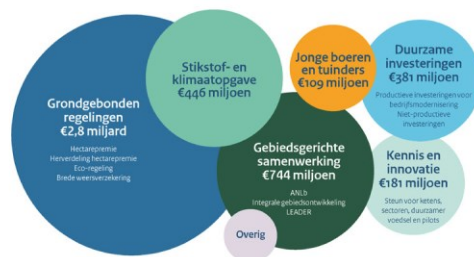 Grondgebonden
regelingen
€2,8 miljard
Hectarepremie
Herverdeling hectarepremie
Eco-regeling
Brede weersverzekering
Stikstof- en
klimaatopgave
€446 miljoen
Jonge boeren
en tuinders
€109 miljoen
Duurzame
investeringen
€381 miljoen
Productieve investeringen voor
bedrijfsmodernisering
Niet-productieve
investeringen
Gebiedsgerichte
samenwerking
€744 miljoen
ANLb
Integrale gebiedsontwikkeling
LEADER
Kennis en
innovatie
€181 miljoen
Steun voor ketens,
sectoren, duurzamer
voedsel en pilots
Overig